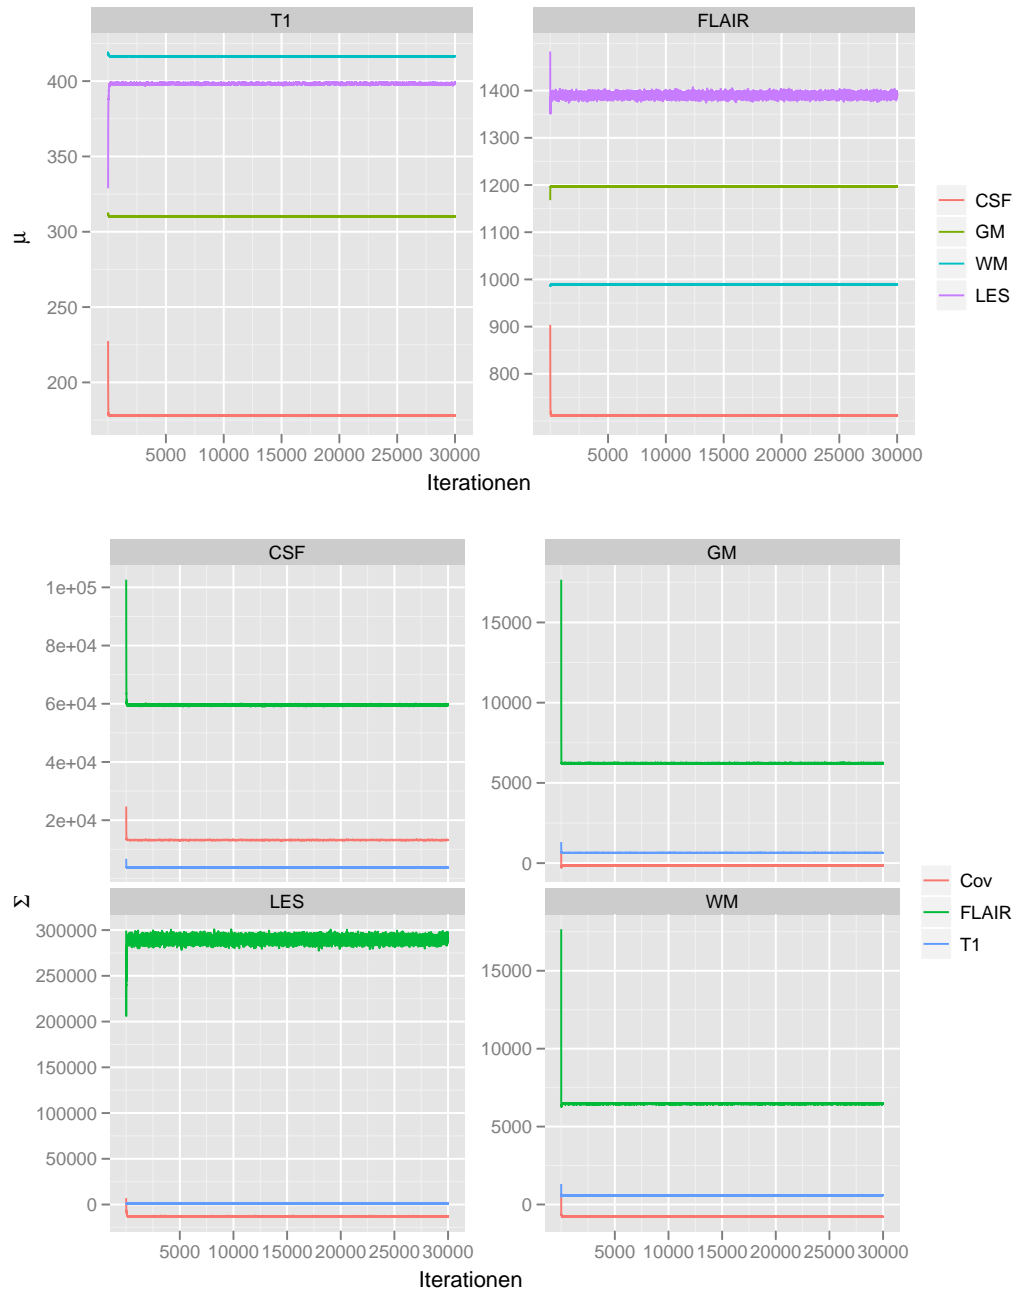 T1
FLAIR
400
350
300
250
200
1400
1300
1200
1100
1000
900
800
μ
CSF
GM
WM
LES
5000 10000 15000 20000 25000 30000
5000 10000 15000 20000 25000 30000
Iterationen
CSF
GM
1e+05
8e+04
6e+04
4e+04
2e+04
15000
10000
5000
0
Σ
LES
WM
300000
250000
200000
150000
100000
50000
0
15000
10000
5000
0
Cov
FLAIR
T1
5000 10000 15000 20000 25000 30000
5000 10000 15000 20000 25000 30000
Iterationen